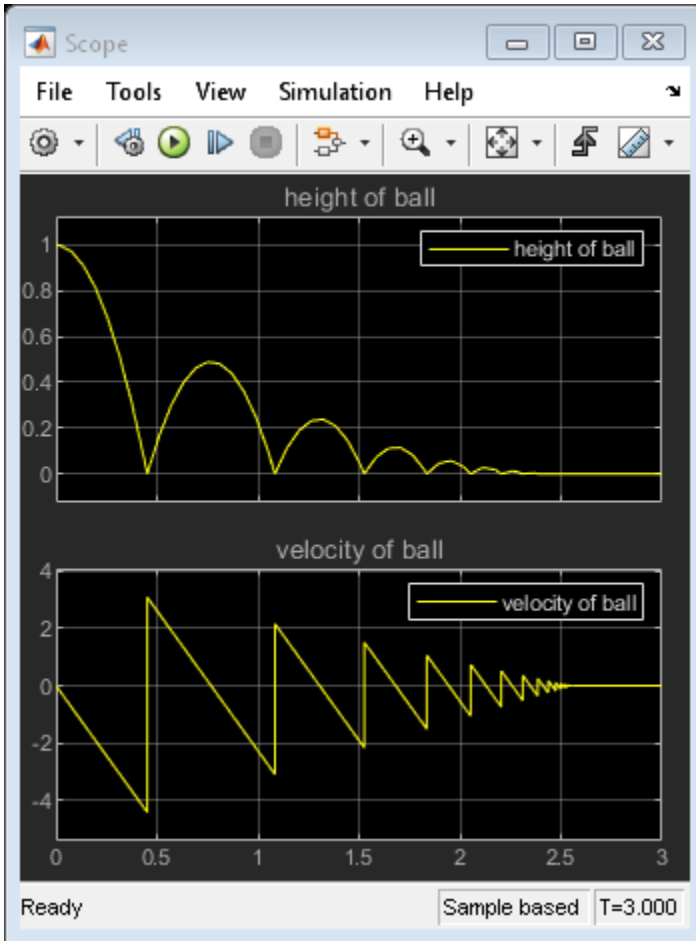 Scope
File Tools View Simulation Help
height of ball
height of ball
1
0.8
0.6
0.4
0.2
0
velocity of ball
velocity of ball
4
2
0
-2
-4
0 0.5 1 1.5 2 2.5 3
Ready Sample based T=3.000